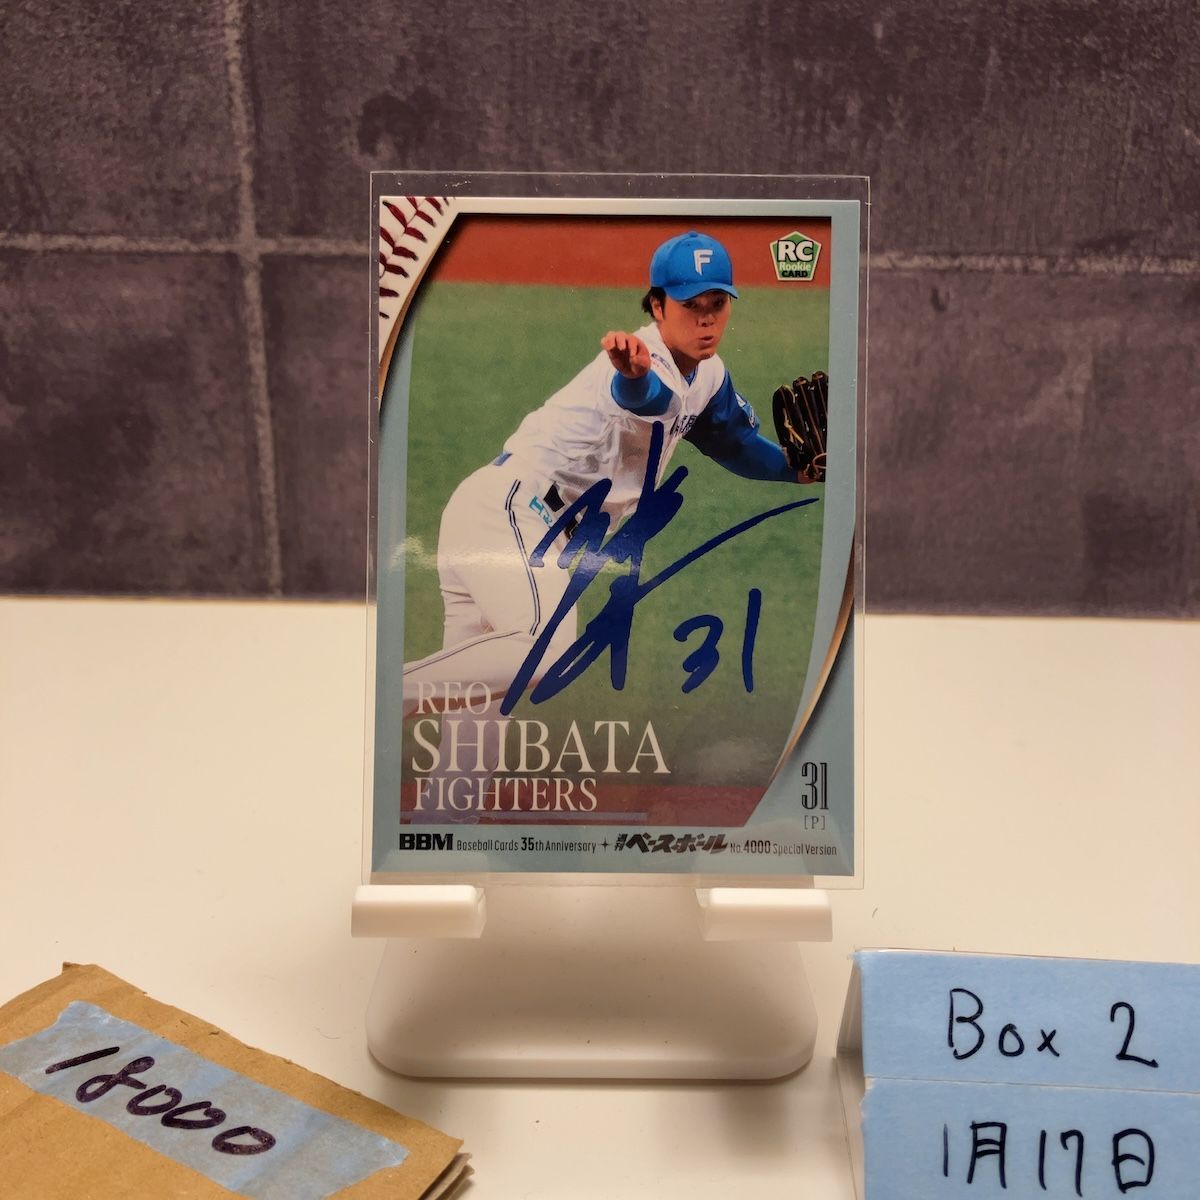 F
RC
Rookie
CARD
31
REO
SHIBATA
FIGHTERS
31
[P]
BBM Baseball Cards 35th Anniversary + 週刊ベースボール No.4000 Special Version
18000
Box 2
1月17日